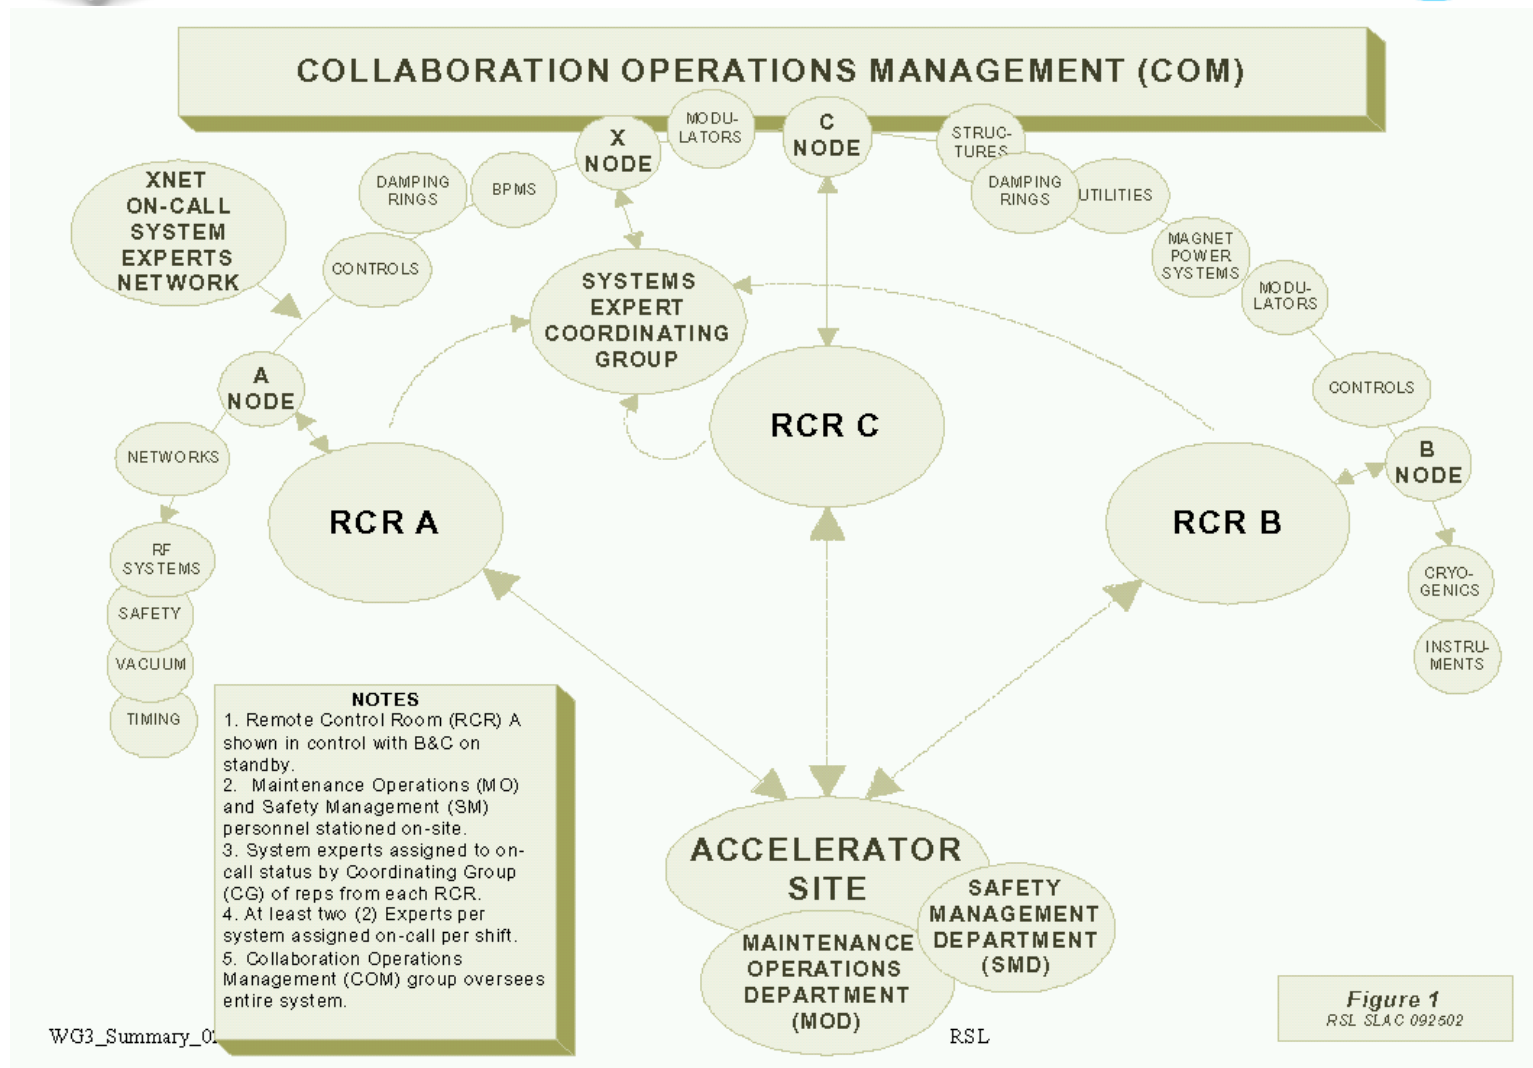 COLLABORATION OPERATIONS MANAGEMENT (COM)
X
NODE
MODU-
LATORS
C
NODE
STRUC-
TURES
DAMPING
RINGS
UTILITIES
MAGNET
POWER
SYSTEMS
MODU-
LATORS
CONTROLS
B
NODE
CRYO-
GENICS
INSTRU-
MENTS
XNET
ON-CALL
SYSTEM
EXPERTS
NETWORK
DAMPING
RINGS
BPMS
CONTROLS
A
NODE
NETWORKS
RF
SYSTEMS
SAFETY
VACUUM
TIMING
SYSTEMS
EXPERT
COORDINATING
GROUP
RCR A
RCR C
RCR B
NOTES
1. Remote Control Room (RCR) A
shown in control with B&C on
standby.
2. Maintenance Operations (MO)
and Safety Management (SM)
personnel stationed on-site.
3. System experts assigned to on-
call status by Coordinating Group
(CG) of reps from each RCR.
4. At least two (2) Experts per
system assigned on-call per shift.
5. Collaboration Operations
Management (COM) group oversees
entire system.
ACCELERATOR
SITE
SAFETY
MANAGEMENT
DEPARTMENT
(SMD)
MAINTENANCE
OPERATIONS
DEPARTMENT
(MOD)
Figure 1
RSL SLAC 092502
RSL